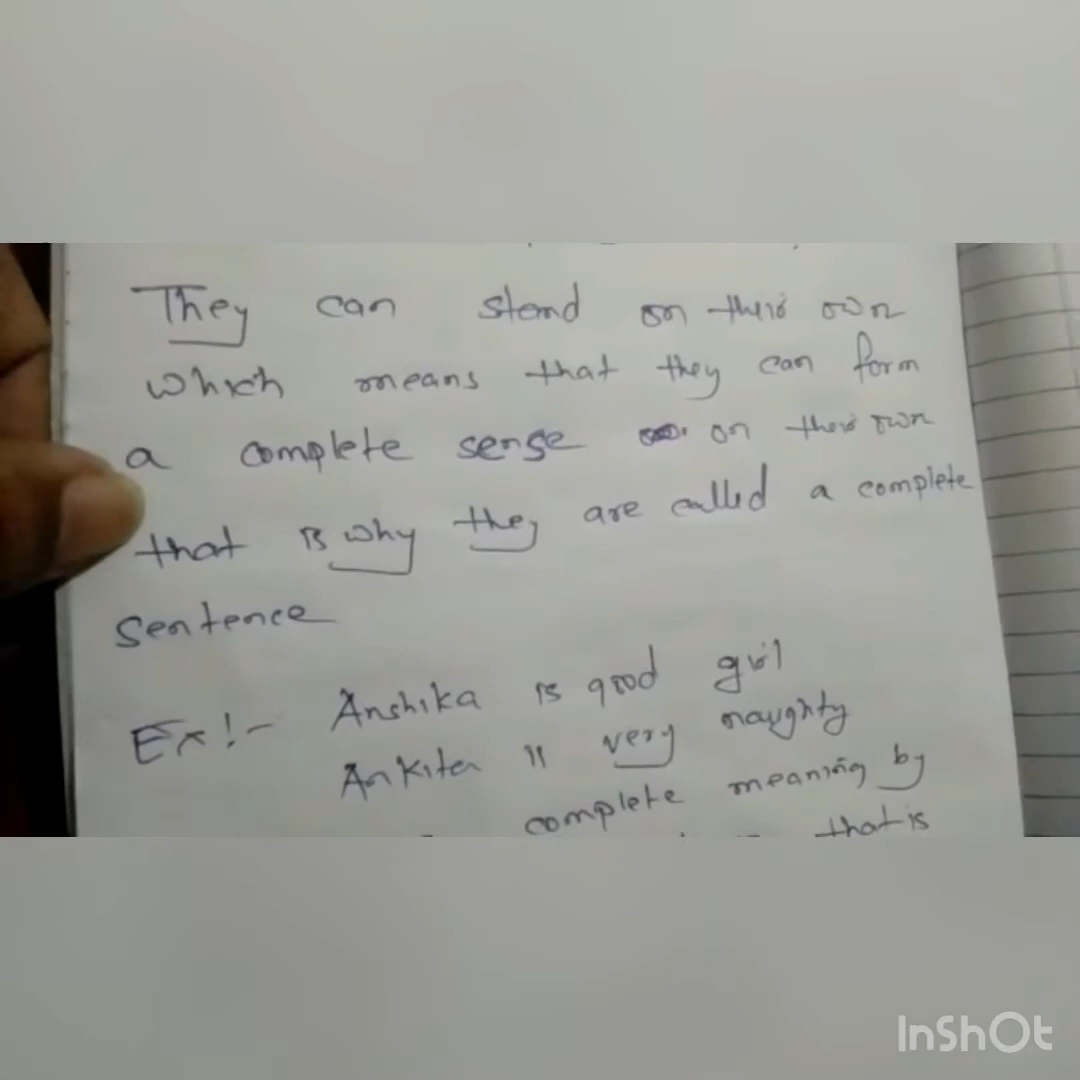 They can stand on their own
which means that they can form
a complete sense on their own
that is why they are called a complete
sentence
Ex:- Anshika is good girl
Ankita is very naughty
complete meaning by
that is
InShOt